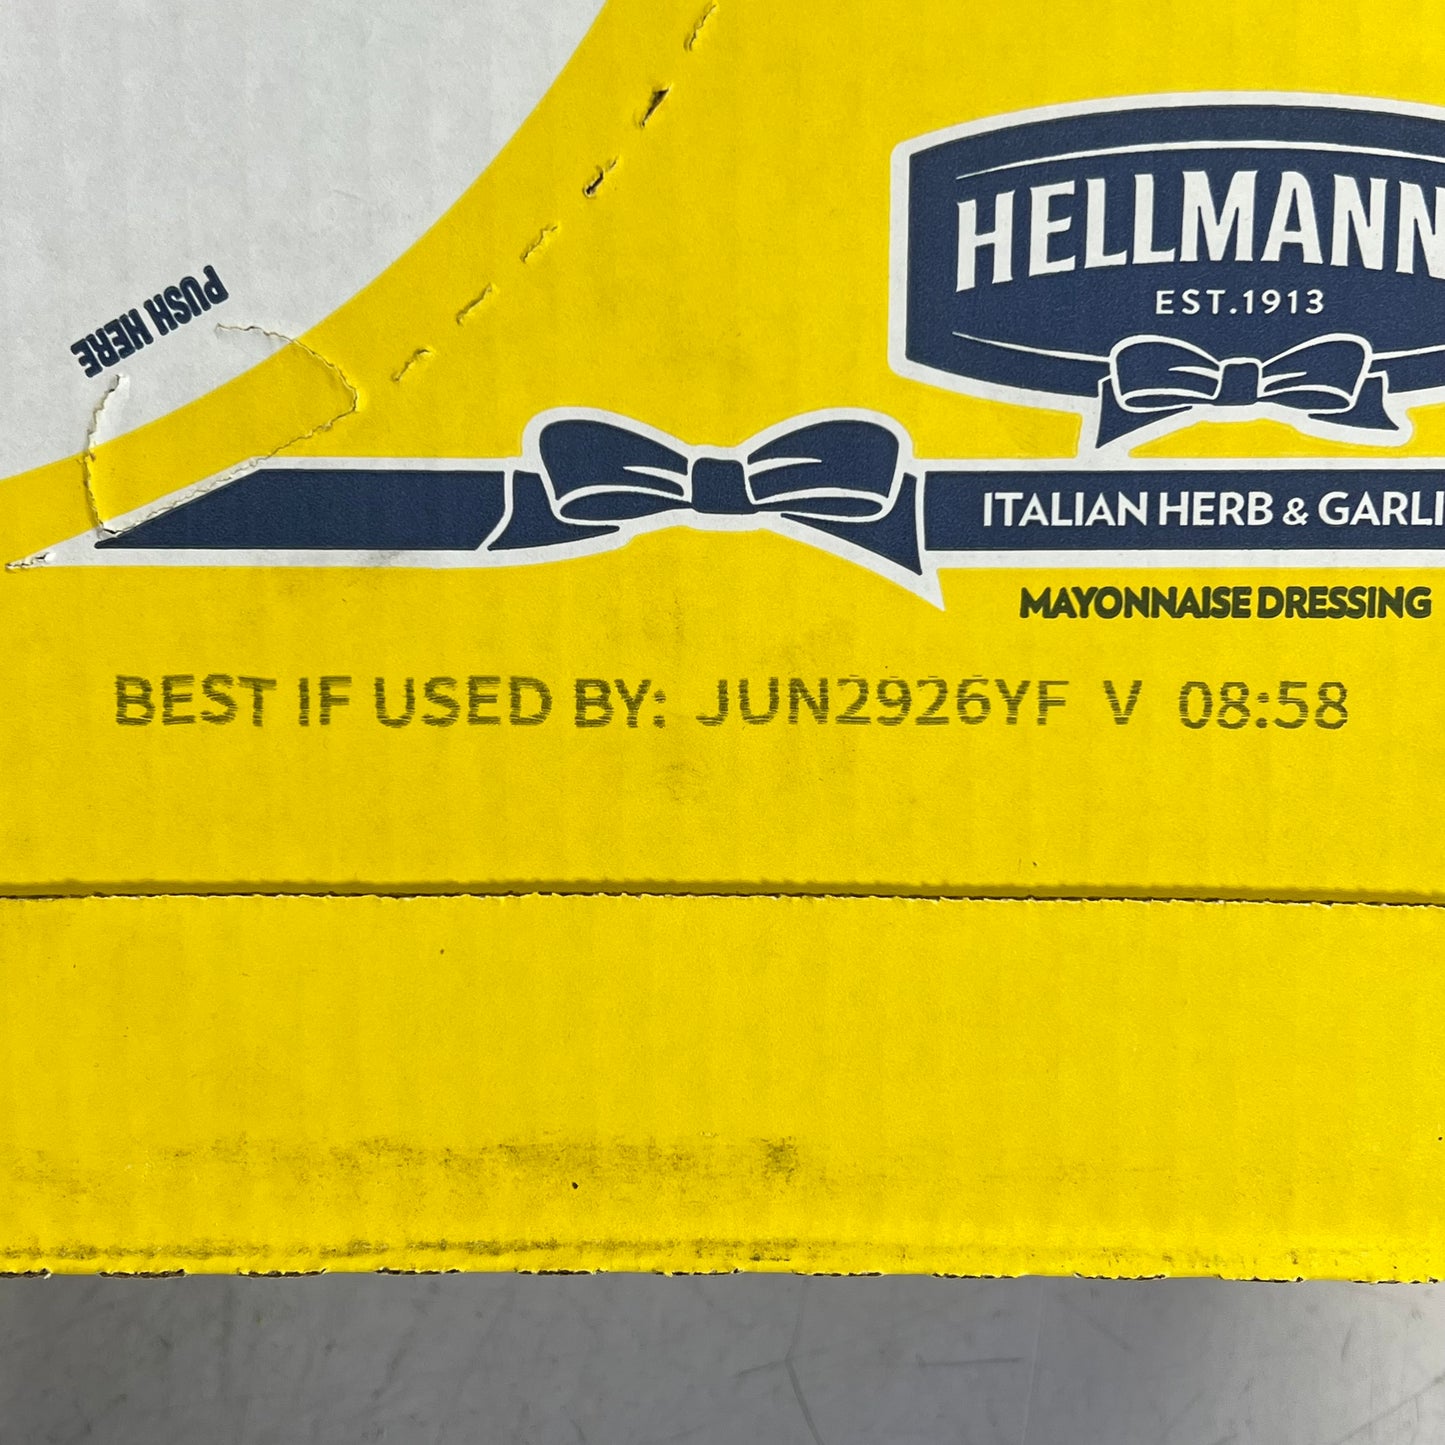 PUSH HERE
HELLMANN
EST.1913
ITALIAN HERB & GARLI
MAYONNAISE DRESSING
BEST IF USED BY: JUN2926YF V 08:58